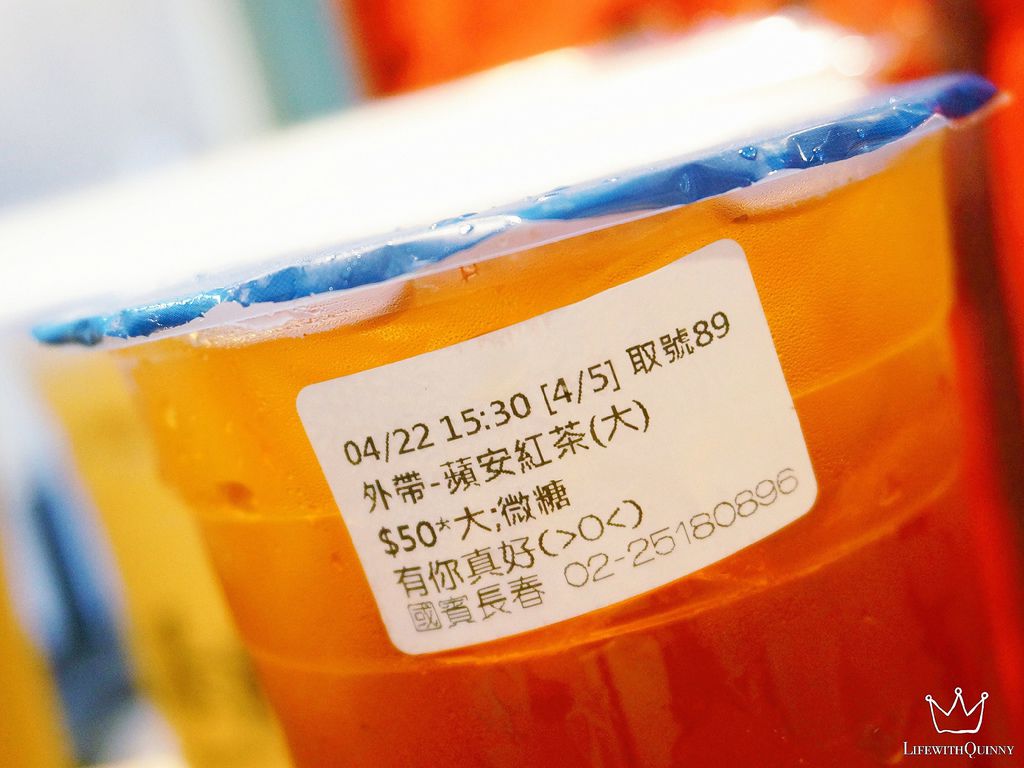 04/22 15:30 [4/5] 取號89
外帶-蘋安紅茶(大)
$50*大;微糖
有你真好(>O<)
國賓長春 02-25180896
LIFEWITHQUINNY